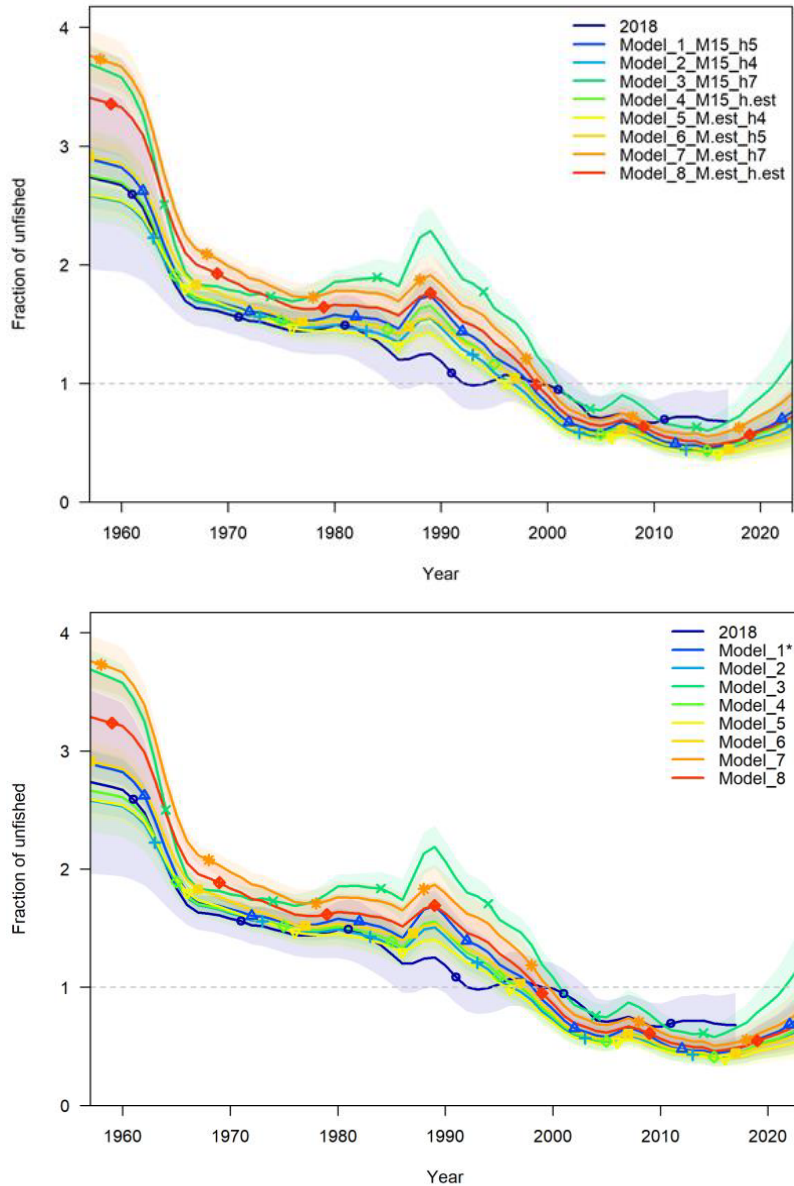 4
3
2
1
0
Fraction of unfished
2018
Model_1_M15_h5
Model_2_M15_h4
Model_3_M15_h7
Model_4_M15_h.est
Model_5_M.est_h4
Model_6_M.est_h5
Model_7_M.est_h7
Model_8_M.est_h.est
1960 1970 1980 1990 2000 2010 2020
Year
4
3
2
1
0
Fraction of unfished
2018
Model_1*
Model_2
Model_3
Model_4
Model_5
Model_6
Model_7
Model_8
1960 1970 1980 1990 2000 2010 2020
Year